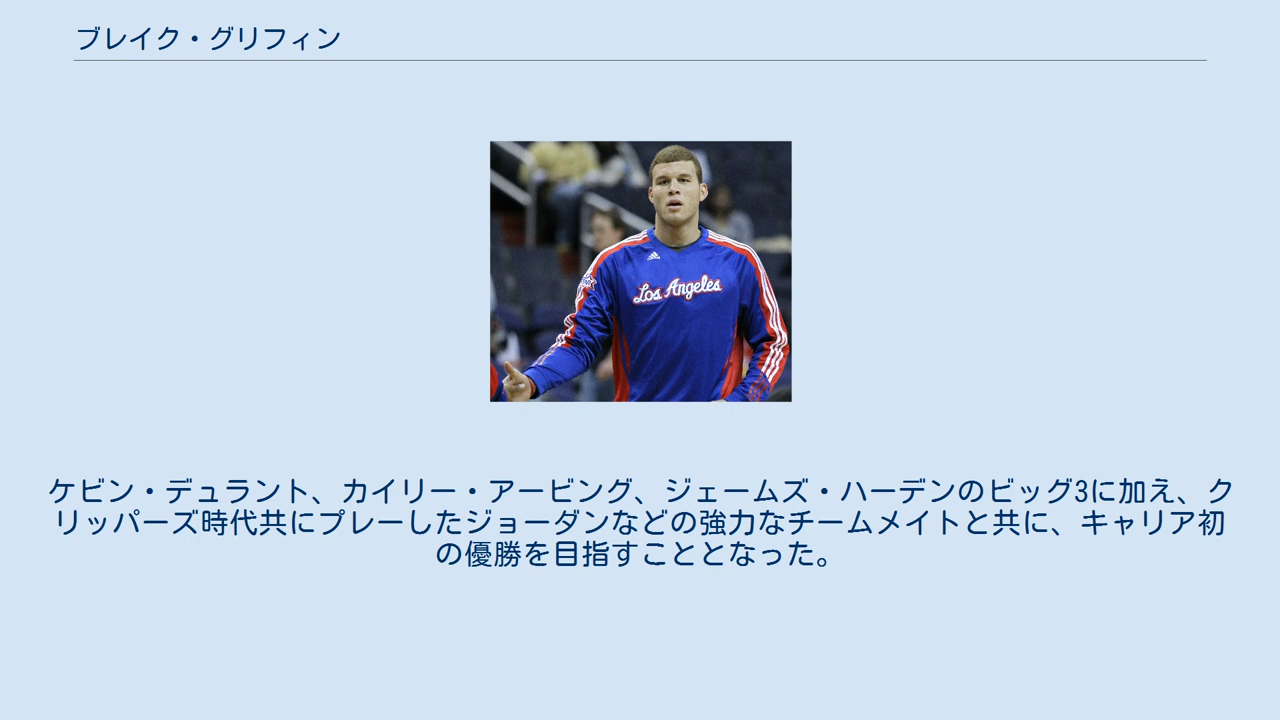 ブレイク・グリフィン
Los Angeles
ケビン・デュラント、カイリー・アービング、ジェームズ・ハーデンのビッグ3に加え、ク
リッパーズ時代共にプレーしたジョーダンなどの強力なチームメイトと共に、キャリア初
の優勝を目指すこととなった。